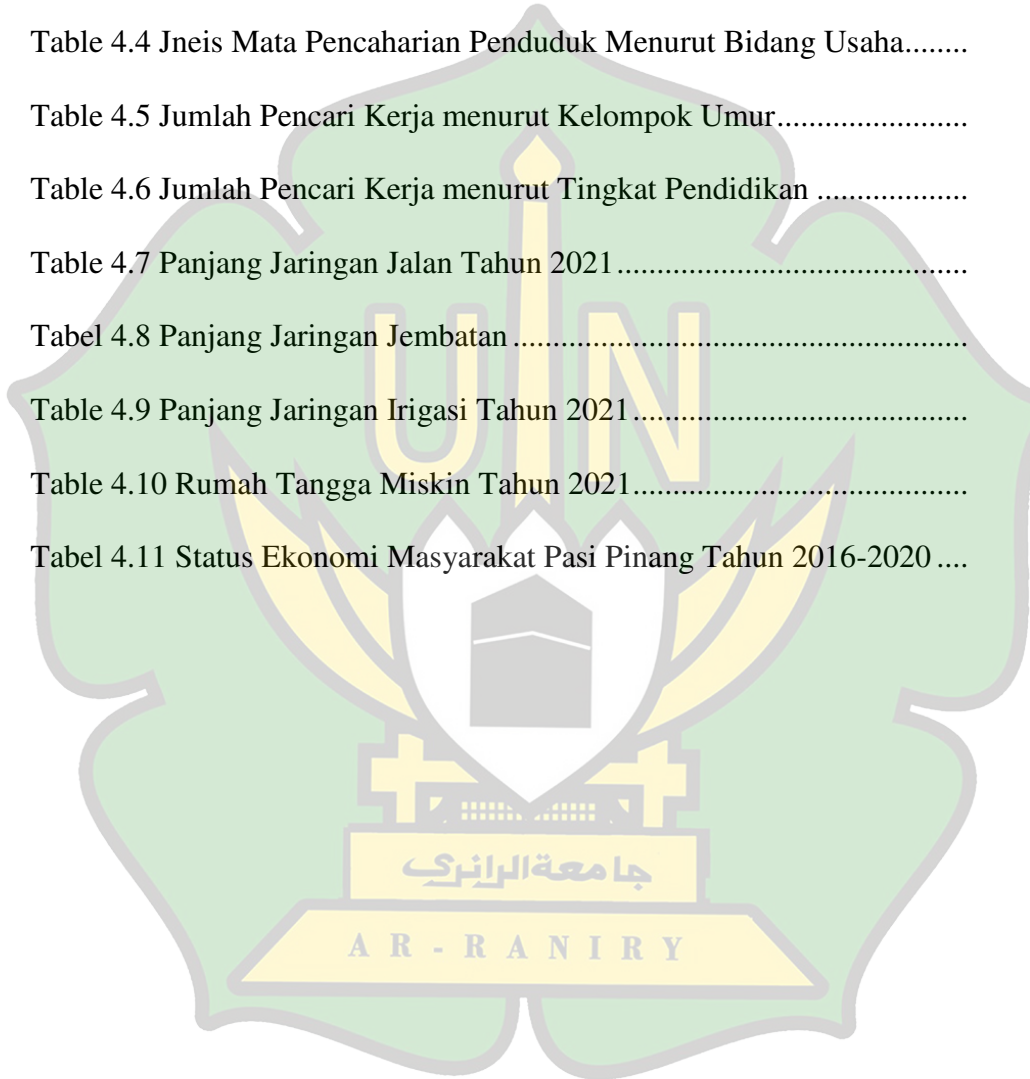 Table 4.4 Jneis Mata Pencaharian Penduduk Menurut Bidang Usaha........
Table 4.5 Jumlah Pencari Kerja menurut Kelompok Umur........................
Table 4.6 Jumlah Pencari Kerja menurut Tingkat Pendidikan ...................
Table 4.7 Panjang Jaringan Jalan Tahun 2021............................................
Tabel 4.8 Panjang Jaringan Jembatan.........................................................
Table 4.9 Panjang Jaringan Irigasi Tahun 2021..........................................
Table 4.10 Rumah Tangga Miskin Tahun 2021..........................................
Tabel 4.11 Status Ekonomi Masyarakat Pasi Pinang Tahun 2016-2020....
UIN
جامعةالرانري
AR-RANIRY